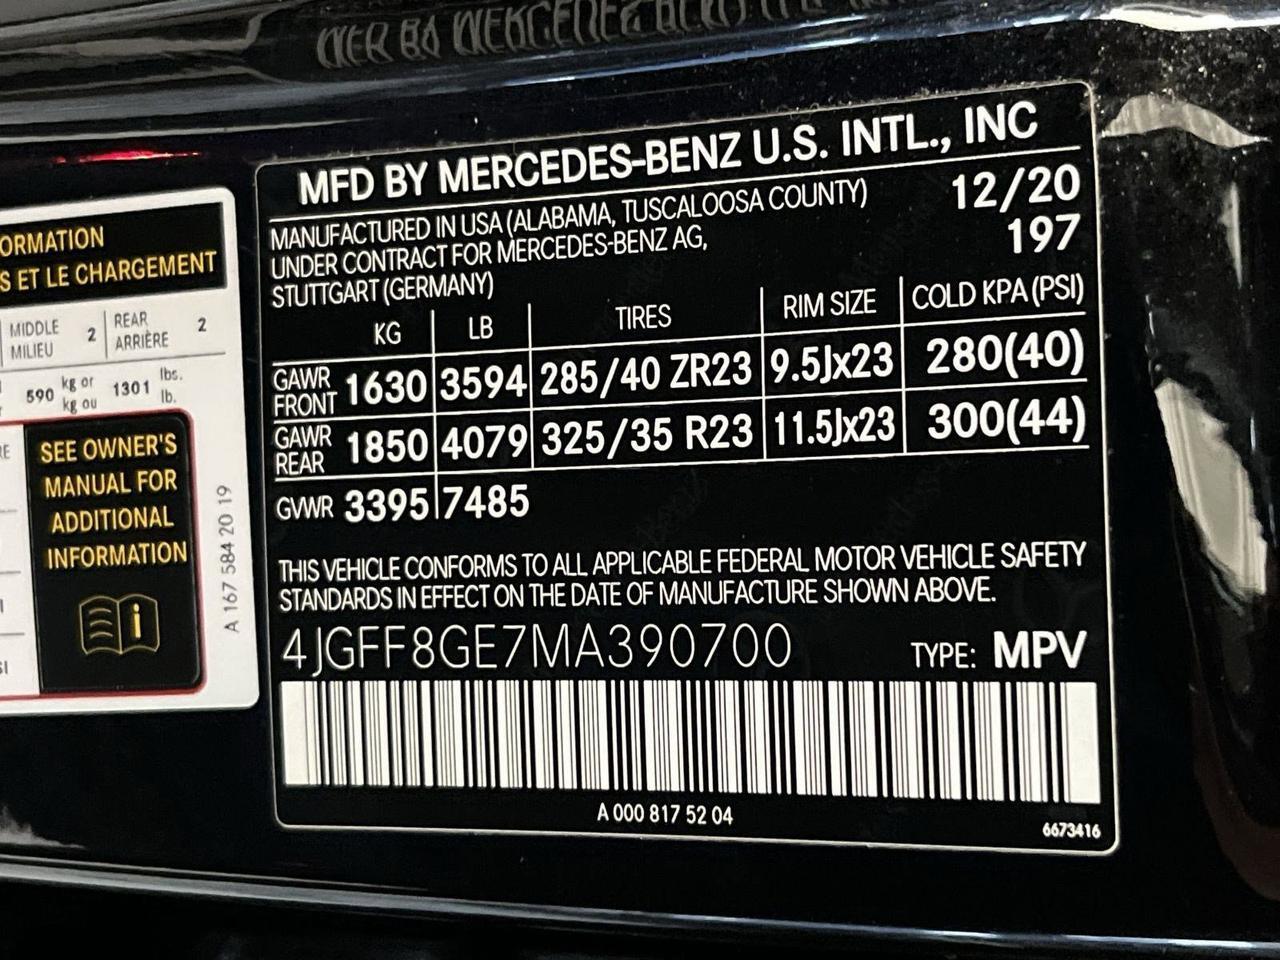 ORMATION
S ET LE CHARGEMENT
MIDDLE
MILIEU
2
REAR
ARRIÈRE
2
590
kg or
kg ou
1301
lbs.
lb.
SEE OWNER'S
MANUAL FOR
ADDITIONAL
INFORMATION
i
A 167 584 20 19
MFD BY MERCEDES-BENZ U.S. INTL., INC
MANUFACTURED IN USA (ALABAMA, TUSCALOOSA COUNTY) 12/20
UNDER CONTRACT FOR MERCEDES-BENZ AG, 197
STUTTGART (GERMANY)
KG LB TIRES RIM SIZE COLD KPA (PSI)
GAWR FRONT 1630 3594 285/40 ZR23 9.5Jx23 280(40)
GAWR REAR 1850 4079 325/35 R23 11.5Jx23 300(44)
GVWR 3395 7485
THIS VEHICLE CONFORMS TO ALL APPLICABLE FEDERAL MOTOR VEHICLE SAFETY
STANDARDS IN EFFECT ON THE DATE OF MANUFACTURE SHOWN ABOVE.
4JGFF8GE7MA390700 TYPE: MPV
A 000 817 52 04
6673416